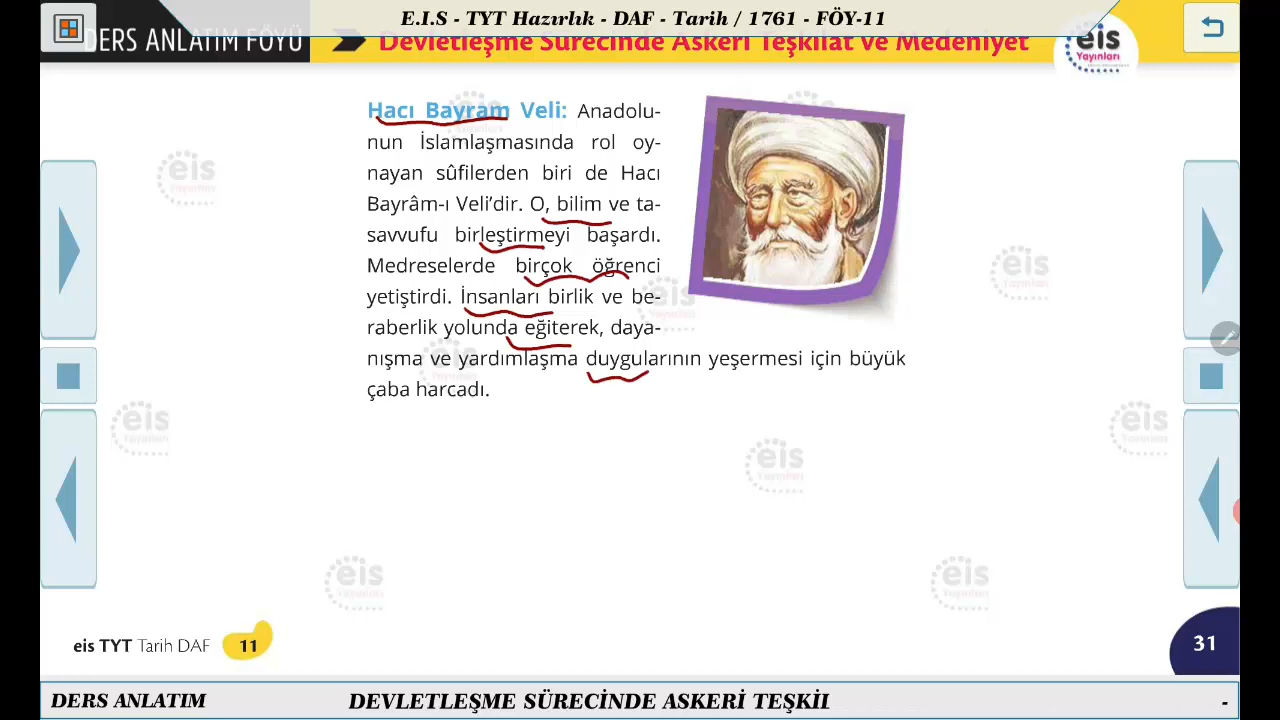 E.I.S - TYT Hazırlık - DAF - Tarih / 1761 - FÖY-11
DERS ANLATIM FÖYÜ
Devletleşme Sürecinde Askeri Teşkilat ve Medeniyet
eis
Yayınları
Hacı Bayram Veli: Anadolu-
nun İslamlaşmasında rol oy-
nayan sûfilerden biri de Hacı
Bayrâm-ı Veli’dir. O, bilim ve ta-
savvufu birleştirmeyi başardı.
Medreselerde birçok öğrenci
yetiştirdi. İnsanları birlik ve be-
raberlik yolunda eğiterek, daya-
nışma ve yardımlaşma duygularının yeşermesi için büyük
çaba harcadı.
eis TYT Tarih DAF 11
31
DERS ANLATIM
DEVLETLEŞME SÜRECİNDE ASKERİ TEŞKİI
-